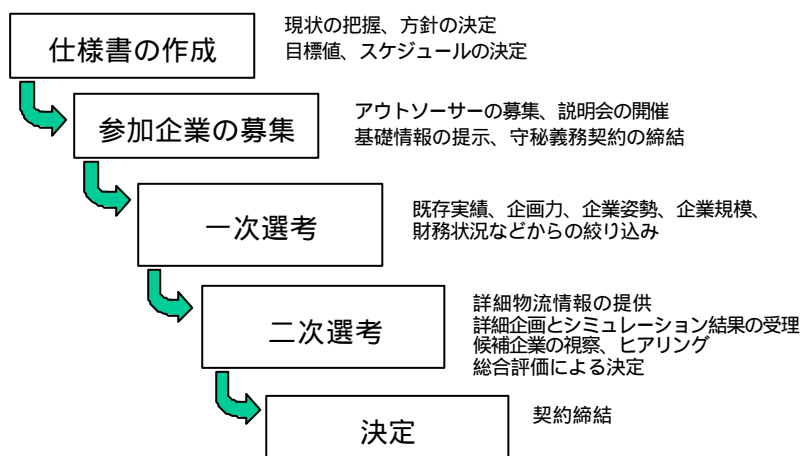 仕様書の作成
現状の把握、方針の決定
目標値、スケジュールの決定
参加企業の募集
アウトソーサーの募集、説明会の開催
基礎情報の提示、守秘義務契約の締結
一次選考
既存実績、企画力、企業姿勢、企業規模、
財務状況などからの絞り込み
二次選考
詳細物流情報の提供
詳細企画とシミュレーション結果の受理
候補企業の視察、ヒアリング
総合評価による決定
決定
契約締結